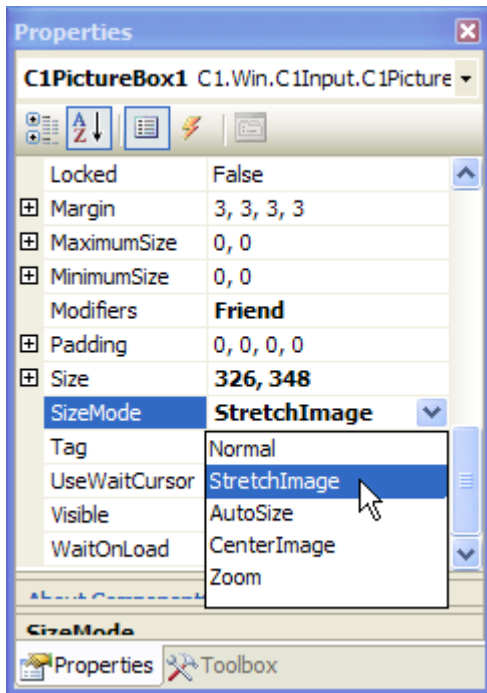 Properties
C1PictureBox1 C1.Win.C1Input.C1Picture
Locked False
Margin 3, 3, 3, 3
MaximumSize 0, 0
MinimumSize 0, 0
Modifiers Friend
Padding 0, 0, 0, 0
Size 326, 348
SizeMode StretchImage
Tag Normal
UseWaitCursor StretchImage
Visible AutoSize
WaitOnLoad CenterImage
Zoom
About Component
SizeMode
Properties Toolbox